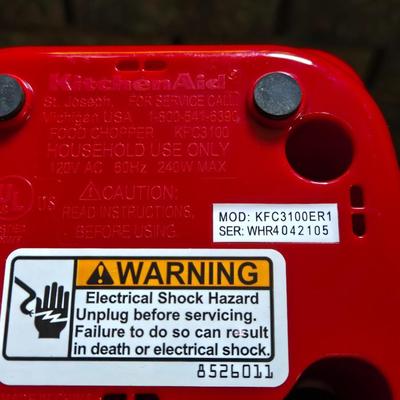 KitchenAid®
St. Joseph, FOR SERVICE CALL:
Michigan USA 1-800-541-6390
FOOD CHOPPER KFC3100
HOUSEHOLD USE ONLY
120V AC 60Hz 240W MAX
⚠CAUTION:
READ INSTRUCTIONS
BEFORE USING
UL US
MOD: KFC3100ER1
SER: WHR4042105
⚠WARNING
Electrical Shock Hazard
Unplug before servicing.
Failure to do so can result
in death or electrical shock.
8526011